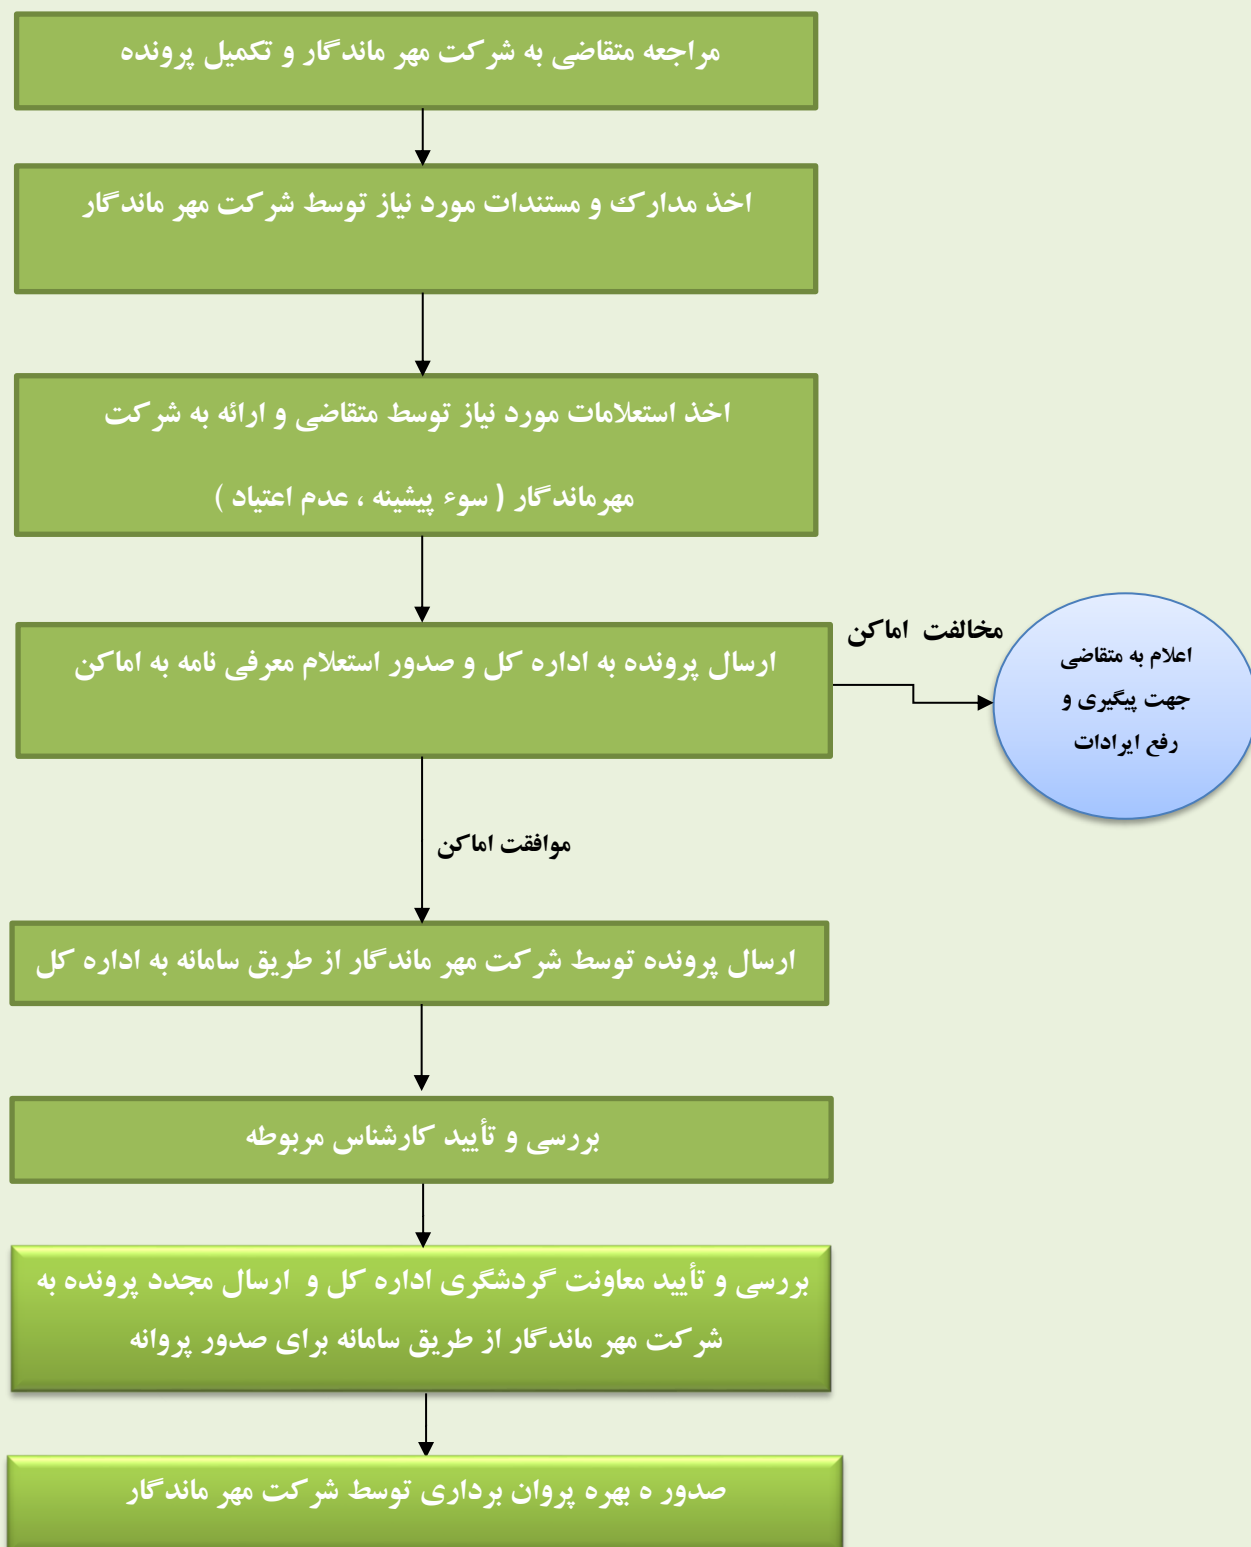 مراجعه متقاضی به شرکت مهر ماندگار و تکمیل پرونده
اخذ مدارک و مستندات مورد نیاز توسط شرکت مهر ماندگار
اخذ استعلامات مورد نیاز توسط متقاضی و ارائه به شرکت
مهرماندگار ( سوء پیشینه ، عدم اعتیاد )
ارسال پرونده به اداره کل و صدور استعلام معرفی نامه به اماکن
مخالفت اماکن
اعلام به متقاضی
جهت پیگیری و
رفع ایرادات
موافقت اماکن
ارسال پرونده توسط شرکت مهر ماندگار از طریق سامانه به اداره کل
بررسی و تأیید کارشناس مربوطه
بررسی و تأیید معاونت گردشگری اداره کل و ارسال مجدد پرونده به
شرکت مهر ماندگار از طریق سامانه برای صدور پروانه
صدور ه بهره پروان برداری توسط شرکت مهر ماندگار